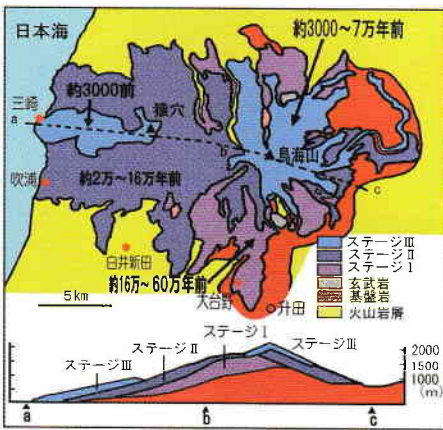 日本海
約3000～7万年前
三崎
約3000前
猿穴
a
b
鳥海山
吹浦
約2万～16万年前
c
臼井新田
約16万～60万年前
大台野
升田
5km
ステージⅢ
ステージⅡ
ステージⅠ
玄武岩
基盤岩
火山岩屑
ステージⅠ
ステージⅡ
ステージⅢ
ステージⅢ
2000
1500
1000
(m)
a
b
c